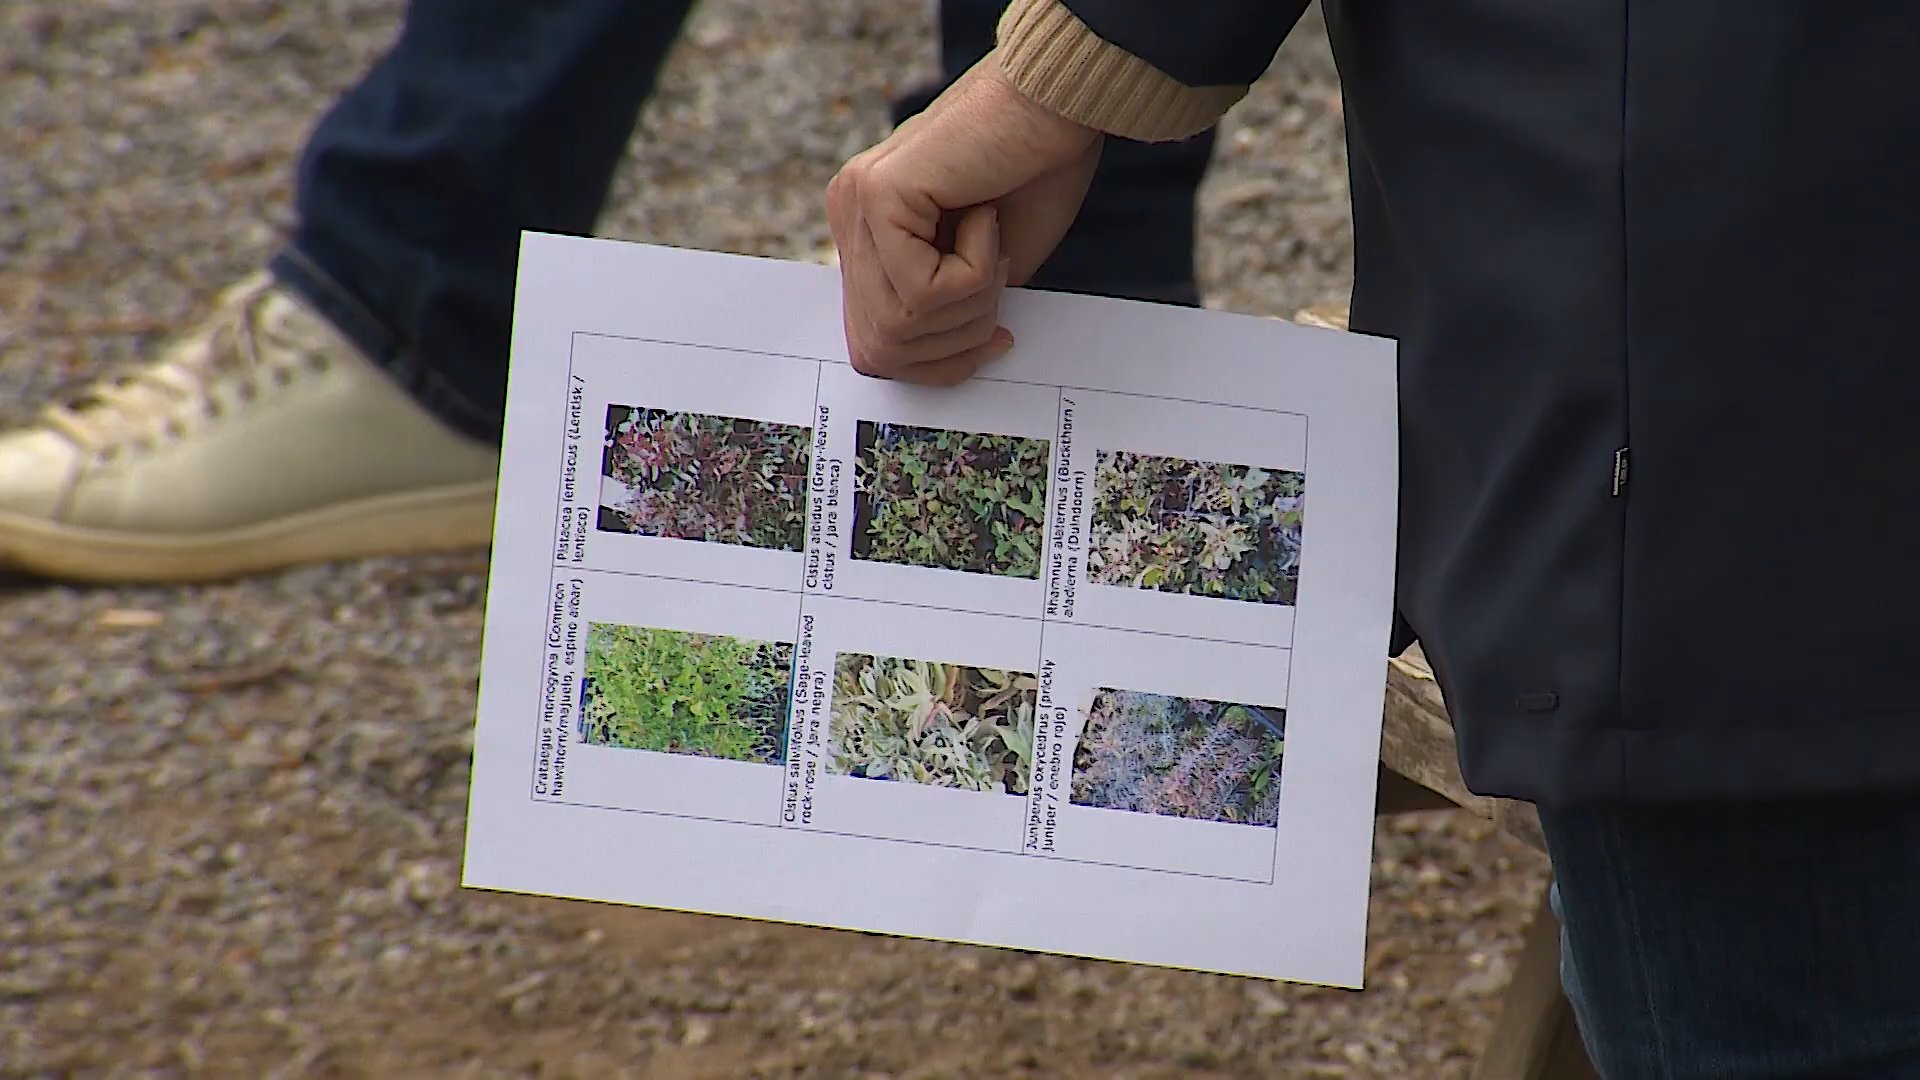 Crataegus monogyna (Common
hawthorn/majuelo, espino albar)
Pistacea lentiscus (Lentisk /
lentisco)
Cistus salviifolius (Sage-leaved
rock-rose / jara negra)
Cistus albidus (Grey-leaved
cistus / jara blanca)
Juniperus oxycedrus (prickly
juniper / enebro rojo)
Rhamnus alaternus (Buckthorn /
aladierna (Duindoorn)